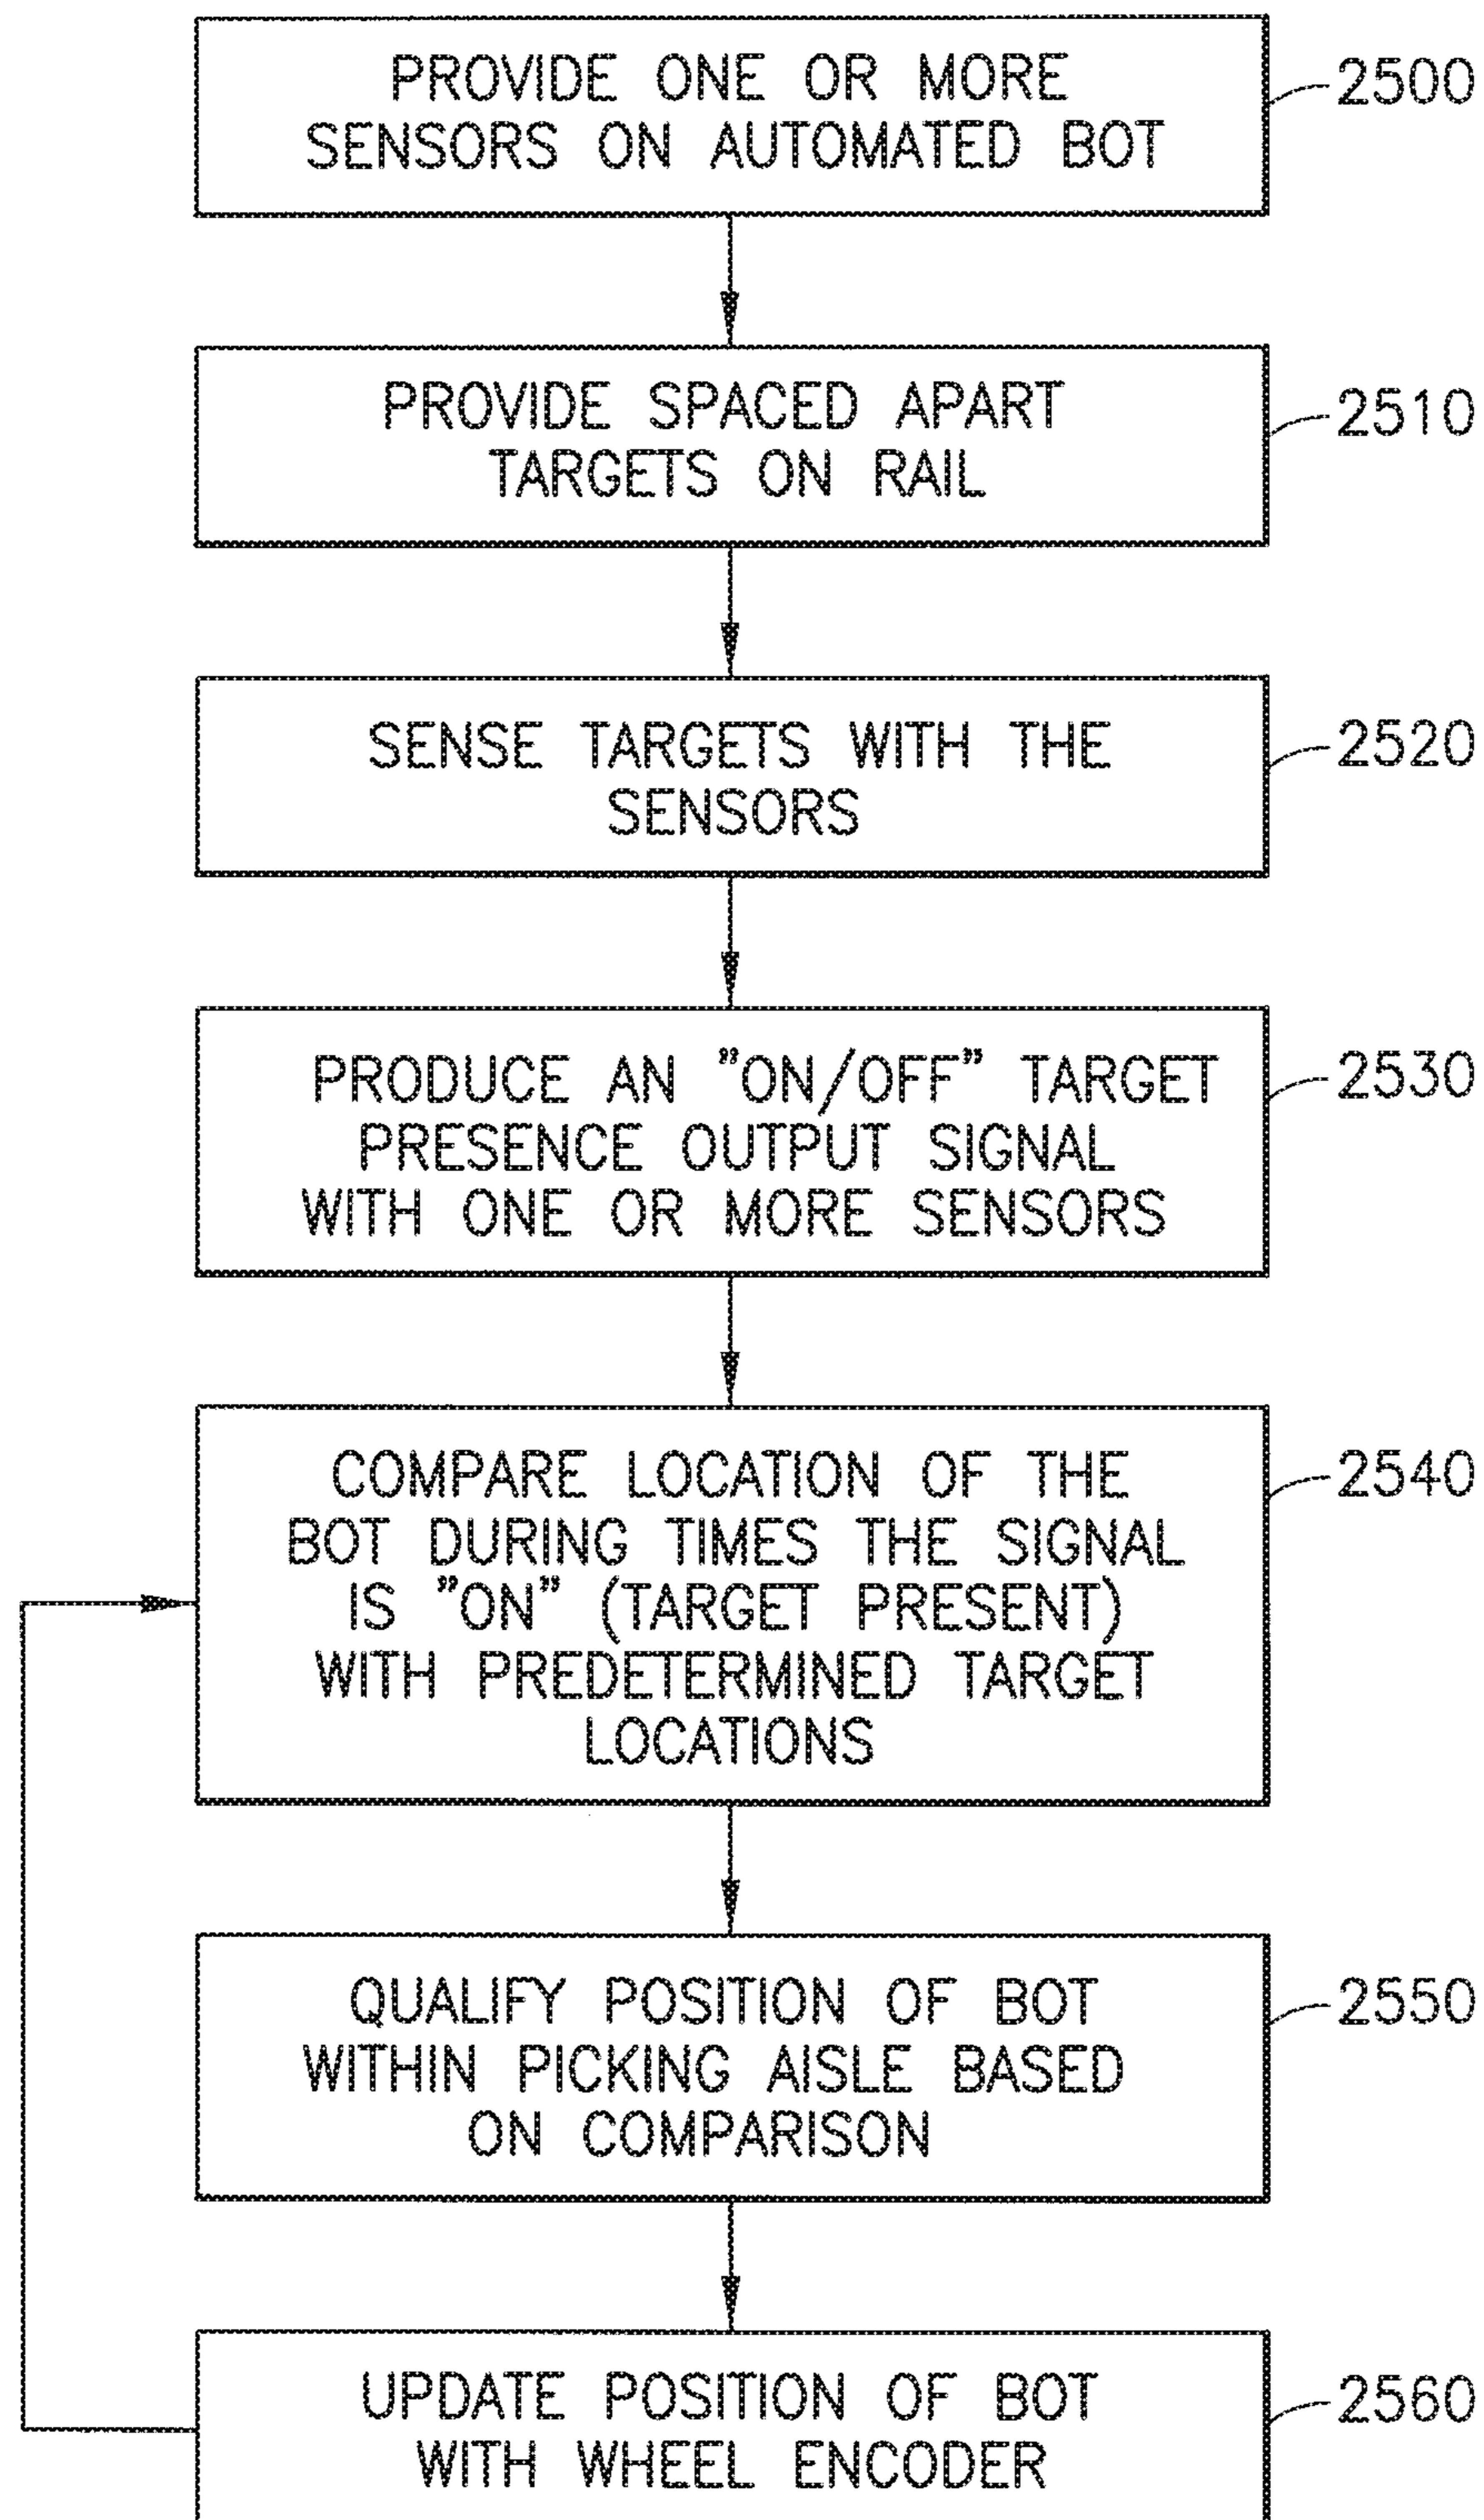 PROVIDE ONE OR MORE
SENSORS ON AUTOMATED BOT
2500
PROVIDE SPACED APART
TARGETS ON RAIL
2510
SENSE TARGETS WITH THE
SENSORS
2520
PRODUCE AN "ON/OFF" TARGET
PRESENCE OUTPUT SIGNAL
WITH ONE OR MORE SENSORS
2530
COMPARE LOCATION OF THE
BOT DURING TIMES THE SIGNAL
IS "ON" (TARGET PRESENT)
WITH PREDETERMINED TARGET
LOCATIONS
2540
QUALIFY POSITION OF BOT
WITHIN PICKING AISLE BASED
ON COMPARISON
2550
UPDATE POSITION OF BOT
WITH WHEEL ENCODER
2560